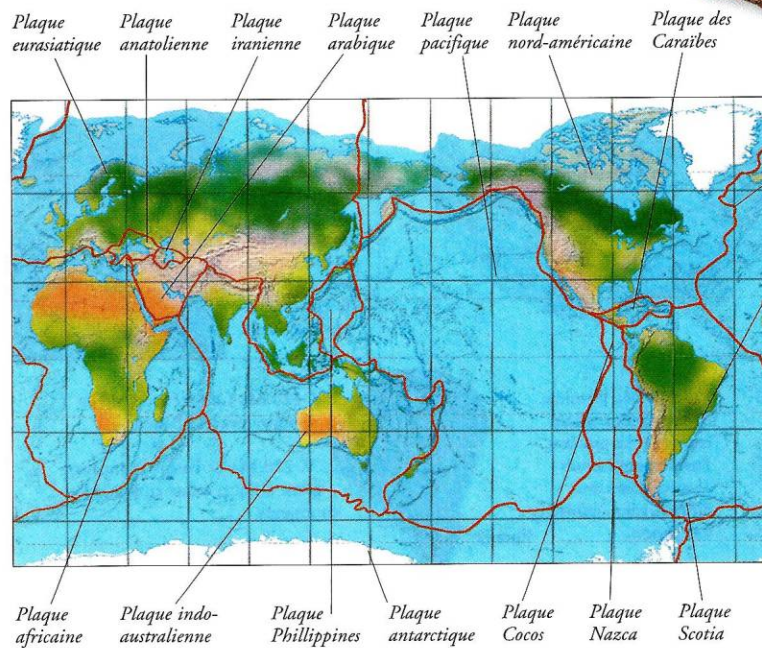 Plaque
eurasiatique
Plaque
anatolienne
Plaque
iranienne
Plaque
arabique
Plaque
pacifique
Plaque
nord-américaine
Plaque des
Caraïbes
Plaque
africaine
Plaque indo-
australienne
Plaque
Phillippines
Plaque
antarctique
Plaque
Cocos
Plaque
Nazca
Plaque
Scotia